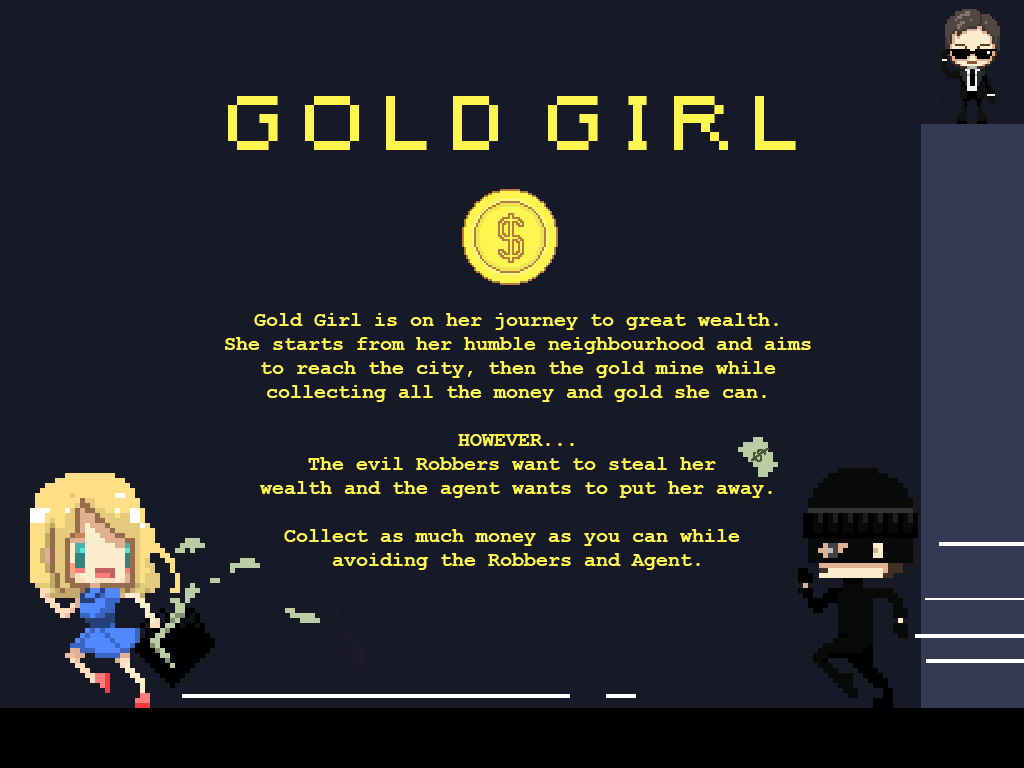 GOLD GIRL
$
Gold Girl is on her journey to great wealth.
She starts from her humble neighbourhood and aims
to reach the city, then the gold mine while
collecting all the money and gold she can.
HOWEVER...
The evil Robbers want to steal her
wealth and the agent wants to put her away.
Collect as much money as you can while
avoiding the Robbers and Agent.